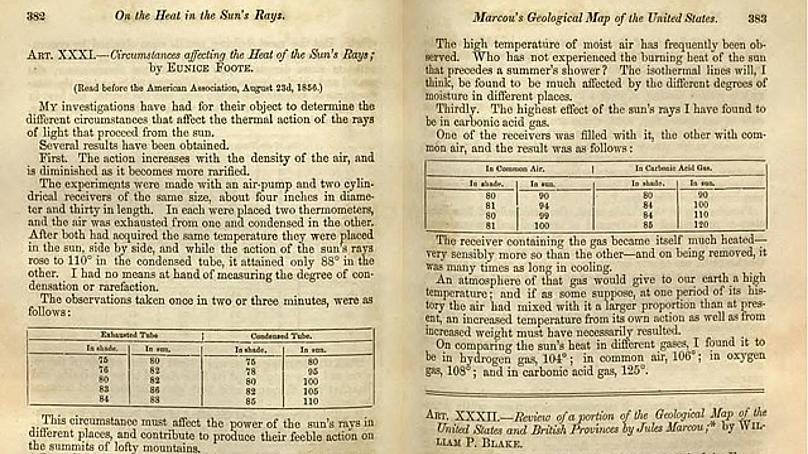 382 On the Heat in the Sun's Rays.
ART. XXXI.—Circumstances affecting the Heat of the Sun's Rays;
by EUNICE FOOTE.
(Read before the American Association, August 23d, 1856.)
MY investigations have had for their object to determine the
different circumstances that affect the thermal action of the rays
of light that proceed from the sun.
Several results have been obtained.
First. The action increases with the density of the air, and
is diminished as it becomes more rarified.
The experiments were made with an air-pump and two cylin-
drical receivers of the same size, about four inches in diame-
ter and thirty in length. In each were placed two thermometers,
and the air was exhausted from one and condensed in the other.
After both had acquired the same temperature they were placed
in the sun, side by side, and while the action of the sun's rays
rose to 110° in the condensed tube, it attained only 88° in the
other. I had no means at hand of measuring the degree of con-
densation or rarefaction.
The observations taken once in two or three minutes, were as
follows:
Exhausted Tube Condensed Tube.
In shade. In sun. In shade. In sun.
75 80 75 80
76 82 78 95
80 82 80 100
83 86 82 105
84 88 85 110
This circumstance must affect the power of the sun's rays in
different places, and contribute to produce their feeble action on
the summits of lofty mountains.
Marcou's Geological Map of the United States. 383
The high temperature of moist air has frequently been ob-
served. Who has not experienced the burning heat of the sun
that precedes a summer's shower? The isothermal lines will, I
think, be found to be much affected by the different degrees of
moisture in different places.
Thirdly. The highest effect of the sun's rays I have found to
be in carbonic acid gas.
One of the receivers was filled with it, the other with com-
mon air, and the result was as follows:
In Common Air. In Carbonic Acid Gas.
In shade. In sun. In shade. In sun.
80 90 80 90
81 94 84 100
80 99 84 110
81 100 85 120
The receiver containing the gas became itself much heated—
very sensibly more so than the other—and on being removed, it
was many times as long in cooling.
An atmosphere of that gas would give to our earth a high
temperature; and if as some suppose, at one period of its his-
tory the air had mixed with it a larger proportion than at pres-
ent, an increased temperature from its own action as well as from
increased weight must have necessarily resulted.
On comparing the sun's heat in different gases, I found it to
be in hydrogen gas, 104°; in common air, 106°; in oxygen
gas, 108°; and in carbonic acid gas, 125°.
ART. XXXII.—Review of a portion of the Geological Map of the
United States and British Provinces by Jules Marcou;* by WIL-
LIAM P. BLAKE.